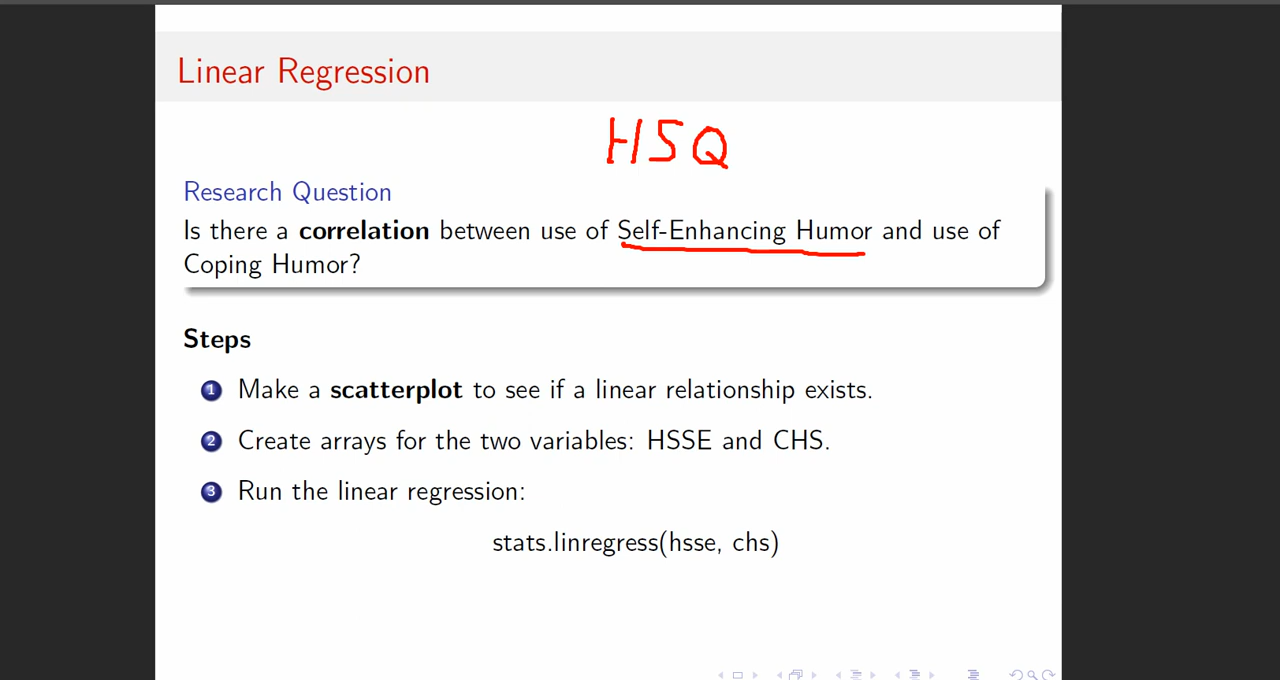 Linear Regression
HSQ
Research Question
Is there a correlation between use of Self-Enhancing Humor and use of
Coping Humor?
Steps
1 Make a scatterplot to see if a linear relationship exists.
2 Create arrays for the two variables: HSSE and CHS.
3 Run the linear regression:
stats.linregress(hsse, chs)